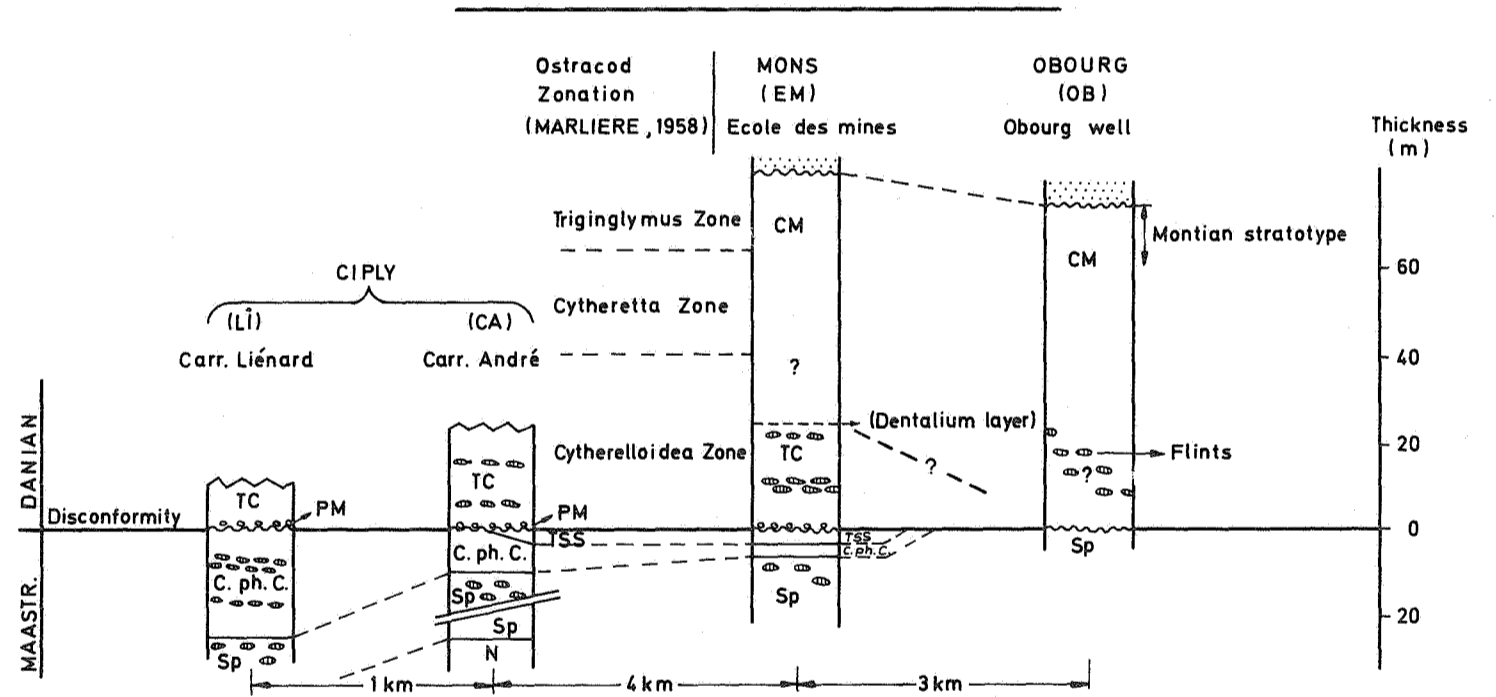 Ostracod
Zonation
(MARLIERE, 1958)
MONS
(EM)
Ecole des mines
OBOURG
(OB)
Obourg well
Thickness
(m)
Triginglymus Zone
CM
CM
Montian stratotype
60
CIPLY
(LÎ)
(CA)
Carr. Liénard
Carr. André
Cytheretta Zone
?
40
(Dentalium layer)
Cytherelloidea Zone
TC
?
?
Flints
20
DANIAN
TC
PM
TC
PM
Disconformity
0
TSS
TSS
C. ph. C.
C. ph. C.
C. ph. C.
Sp
Sp
Sp
Sp
Sp
N
20
MAASTR.
1 km
4 km
3 km